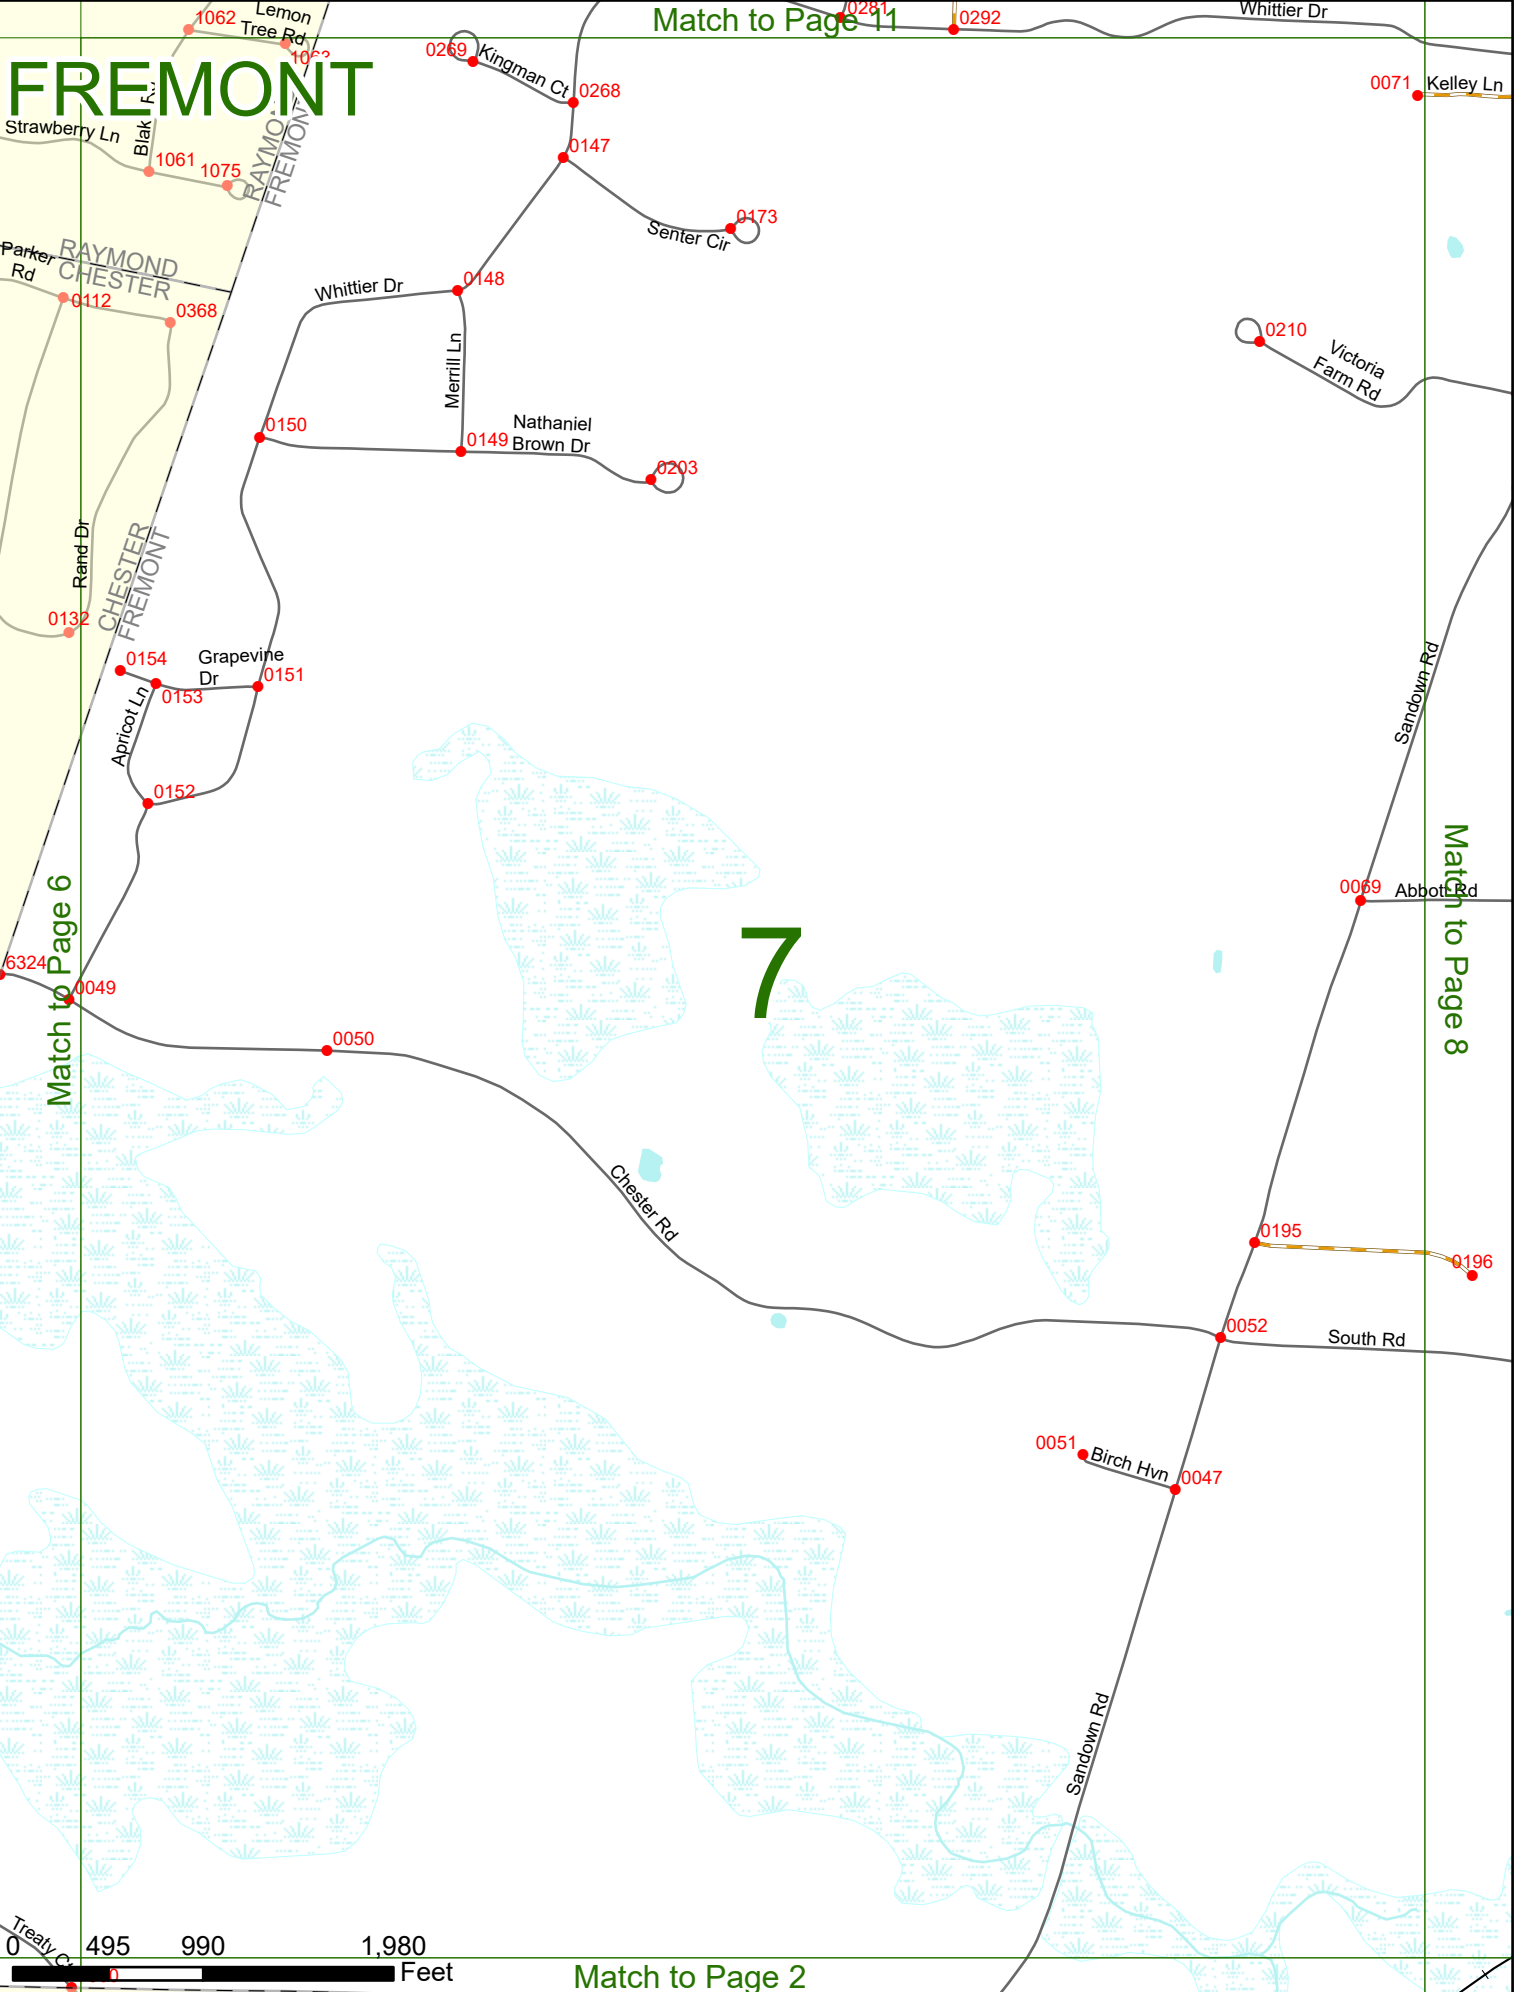 Match to Page 11
FREMONT
1062
Lemon
Tree Rd
1063
0281
0292
Whittier Dr
0269
Kingman Ct
0268
0071
Kelley Ln
Strawberry Ln
1061
1075
FREMONT
0147
0173
Senter Cir
Parker
Rd
RAYMOND
CHESTER
0112
0368
0148
Whittier Dr
Merrill Ln
0210
Victoria
Farm Rd
0150
0149
Nathaniel
Brown Dr
0203
Rand Dr
CHESTER
FREMONT
0132
0154
0153
Grapevine
Dr
0151
Apricot Ln
0152
Sandown Rd
0069
Abbott Rd
Match to Page 6
Match to Page 8
7
6324
0049
0050
Chester Rd
0195
0196
0052
South Rd
0051
Birch Hvn
0047
Sandown Rd
Treaty
0
495
990
1,980
Feet
Match to Page 2